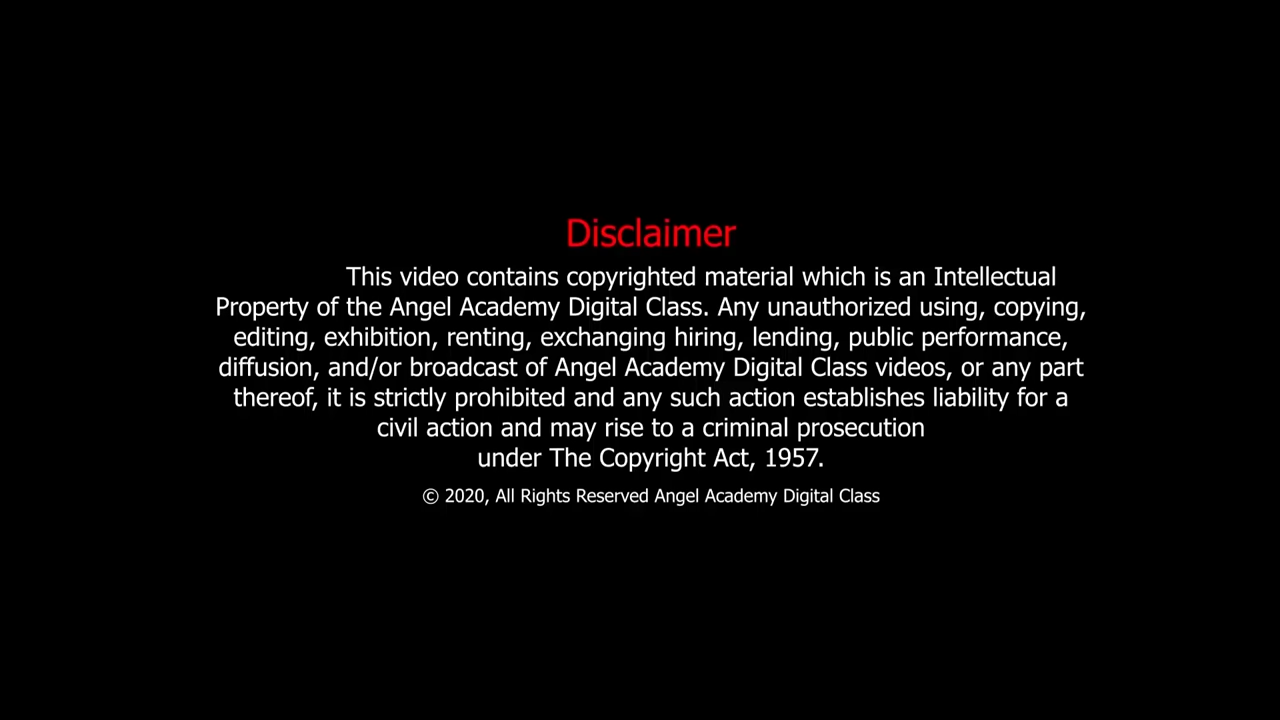 Disclaimer
This video contains copyrighted material which is an Intellectual
Property of the Angel Academy Digital Class. Any unauthorized using, copying,
editing, exhibition, renting, exchanging hiring, lending, public performance,
diffusion, and/or broadcast of Angel Academy Digital Class videos, or any part
thereof, it is strictly prohibited and any such action establishes liability for a
civil action and may rise to a criminal prosecution
under The Copyright Act, 1957.
© 2020, All Rights Reserved Angel Academy Digital Class